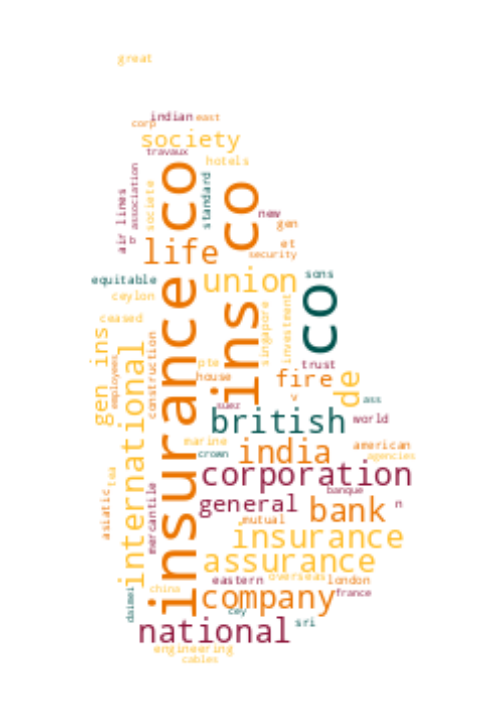 great
indian
east
corp
society
travaux
hotels
association
societe
standard
insurance co
ins co
new
gen
air lines
b
life
et
security
equitable
union
sons
ceylon
co
ceased
singapore
investment
gen ins
employees
construction
international
pte
house
trust
fire
de
v
ass
suez
british
world
marine
crown
india
american
agencies
tea
asiatic
mercantile
corporation
banque
general
bank
n
mutual
insurance
assurance
eastern
overseas
london
china
company
france
daimei
cey
national
sri
engineering
cables